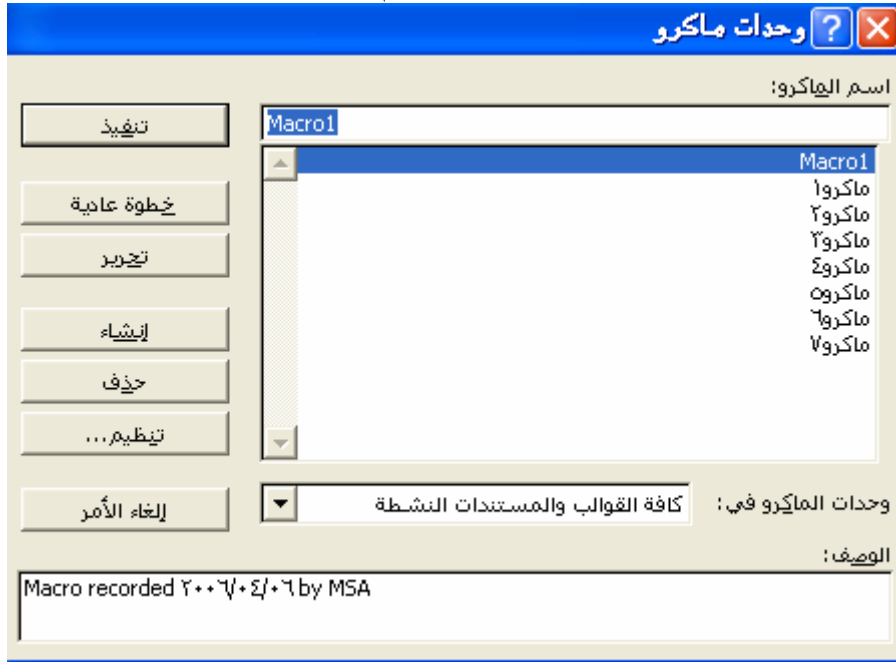 وحدات ماكرو
اسم الماكرو:
Macro1
تنفيذ
Macro1
ماكرو١
ماكرو٢
ماكرو٣
ماكرو٤
ماكرو٥
ماكرو٦
ماكرو٧
خطوة عادية
تحرير
إنشاء
حذف
تنظيم...
وحدات الماكرو في:
كافة القوالب والمستندات النشطة
إلغاء الأمر
الوصف:
Macro recorded ٢٠٠٦/٠٤/٠٦ by MSA